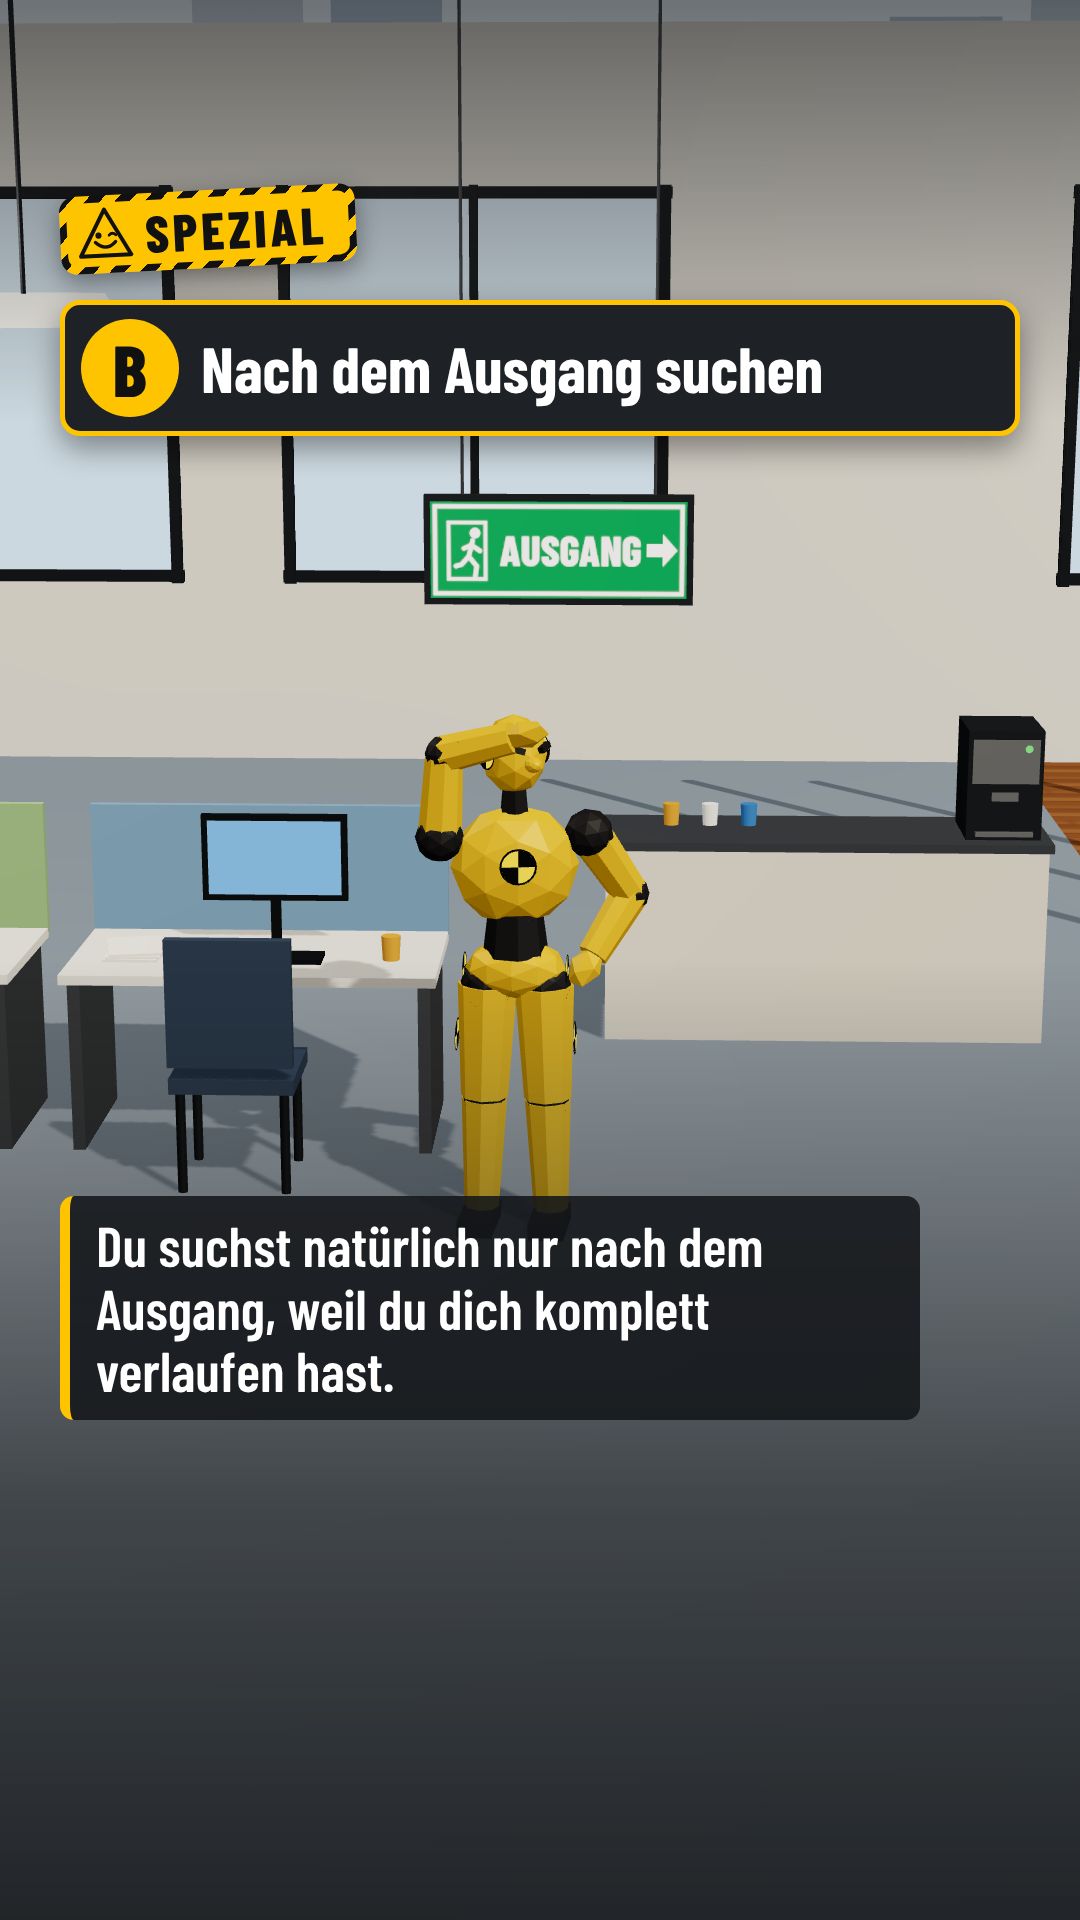 SPEZIAL
B Nach dem Ausgang suchen
AUSGANG
Du suchst natürlich nur nach dem
Ausgang, weil du dich komplett
verlaufen hast.